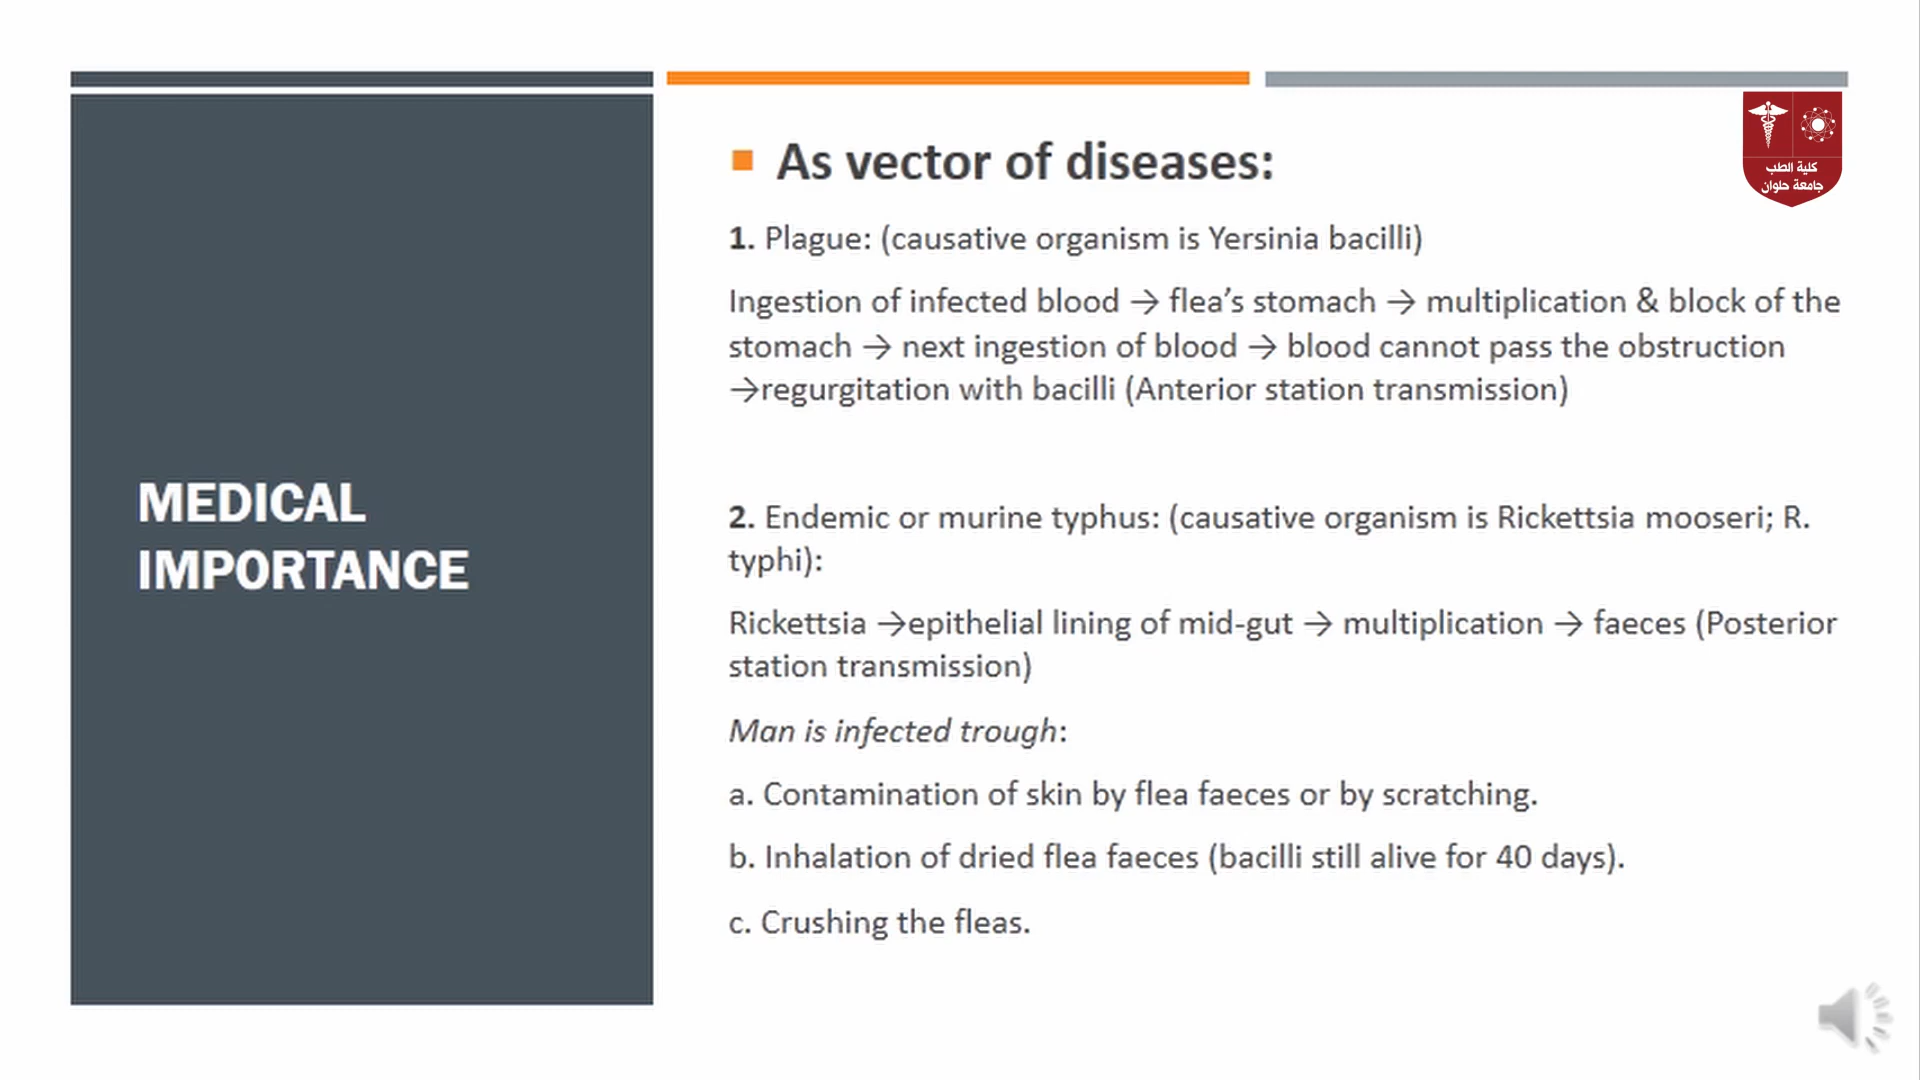 MEDICAL
IMPORTANCE
As vector of diseases:
كلية الطب
جامعة حلوان
1. Plague: (causative organism is Yersinia bacilli)
Ingestion of infected blood → flea's stomach → multiplication & block of the
stomach → next ingestion of blood → blood cannot pass the obstruction
→regurgitation with bacilli (Anterior station transmission)
2. Endemic or murine typhus: (causative organism is Rickettsia mooseri; R.
typhi):
Rickettsia →epithelial lining of mid-gut → multiplication → faeces (Posterior
station transmission)
Man is infected trough:
a. Contamination of skin by flea faeces or by scratching.
b. Inhalation of dried flea faeces (bacilli still alive for 40 days).
c. Crushing the fleas.